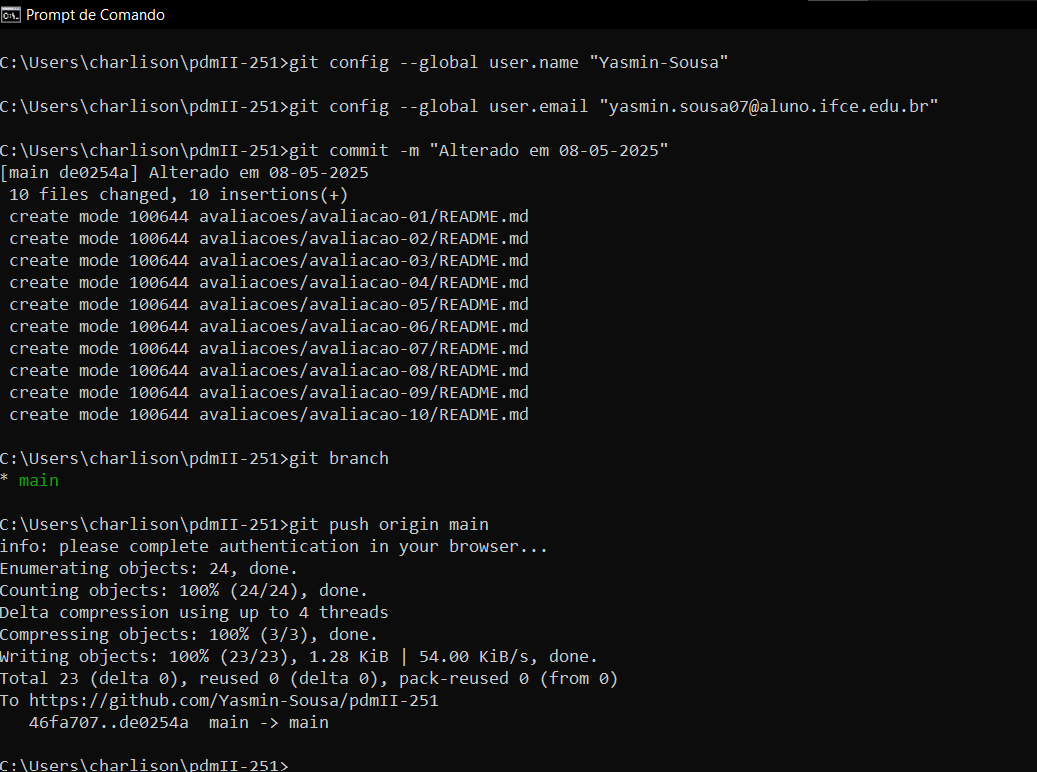 Prompt de Comando
C:\Users\charlison\pdmII-251>git config --global user.name "Yasmin-Sousa"
C:\Users\charlison\pdmII-251>git config --global user.email "yasmin.sousa07@aluno.ifce.edu.br"
C:\Users\charlison\pdmII-251>git commit -m "Alterado em 08-05-2025"
[main de0254a] Alterado em 08-05-2025
 10 files changed, 10 insertions(+)
 create mode 100644 avaliacoes/avaliacao-01/README.md
 create mode 100644 avaliacoes/avaliacao-02/README.md
 create mode 100644 avaliacoes/avaliacao-03/README.md
 create mode 100644 avaliacoes/avaliacao-04/README.md
 create mode 100644 avaliacoes/avaliacao-05/README.md
 create mode 100644 avaliacoes/avaliacao-06/README.md
 create mode 100644 avaliacoes/avaliacao-07/README.md
 create mode 100644 avaliacoes/avaliacao-08/README.md
 create mode 100644 avaliacoes/avaliacao-09/README.md
 create mode 100644 avaliacoes/avaliacao-10/README.md
C:\Users\charlison\pdmII-251>git branch
* main
C:\Users\charlison\pdmII-251>git push origin main
info: please complete authentication in your browser...
Enumerating objects: 24, done.
Counting objects: 100% (24/24), done.
Delta compression using up to 4 threads
Compressing objects: 100% (3/3), done.
Writing objects: 100% (23/23), 1.28 KiB | 54.00 KiB/s, done.
Total 23 (delta 0), reused 0 (delta 0), pack-reused 0 (from 0)
To https://github.com/Yasmin-Sousa/pdmII-251
   46fa707..de0254a  main -> main
C:\Users\charlison\pdmII-251>